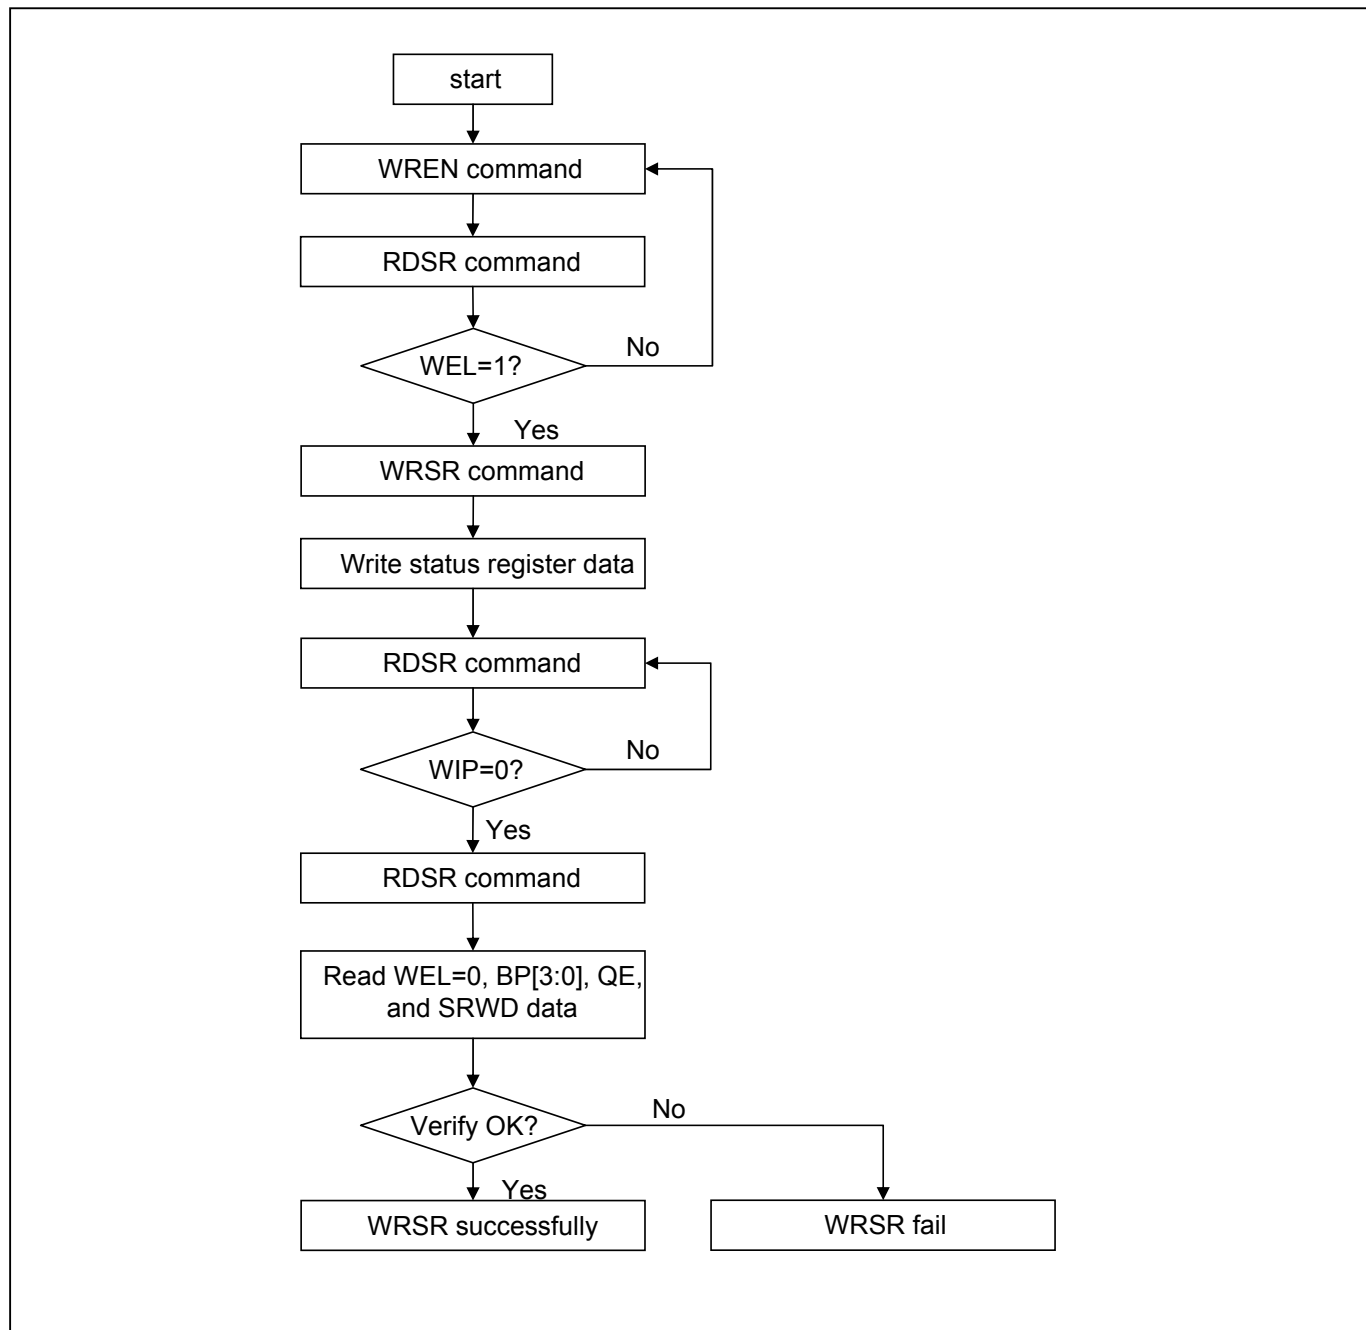 start
WREN command
RDSR command
WEL=1?
No
Yes
WRSR command
Write status register data
RDSR command
WIP=0?
No
Yes
RDSR command
Read WEL=0, BP[3:0], QE,
and SRWD data
Verify OK?
No
Yes
WRSR successfully
WRSR fail